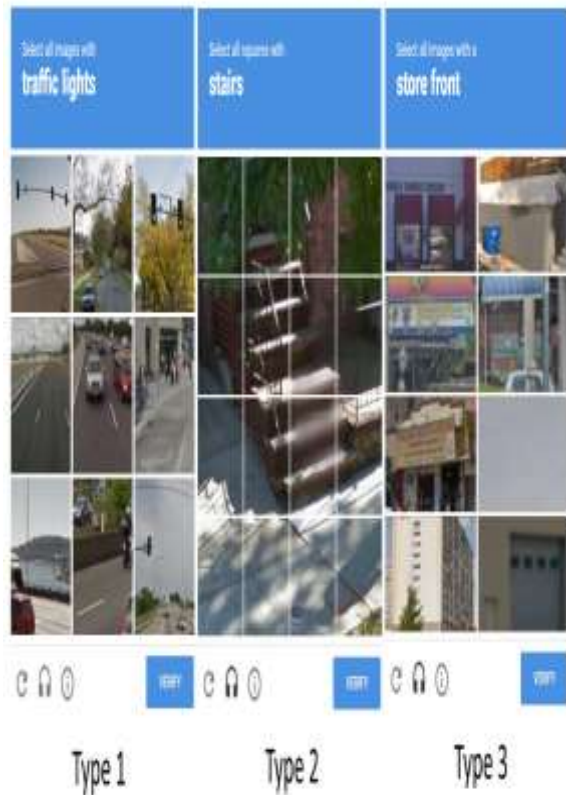 Select all images with
traffic lights
Select all squares with
stairs
Select all images with a
store front
VERIFY
VERIFY
VERIFY
Type 1
Type 2
Type 3